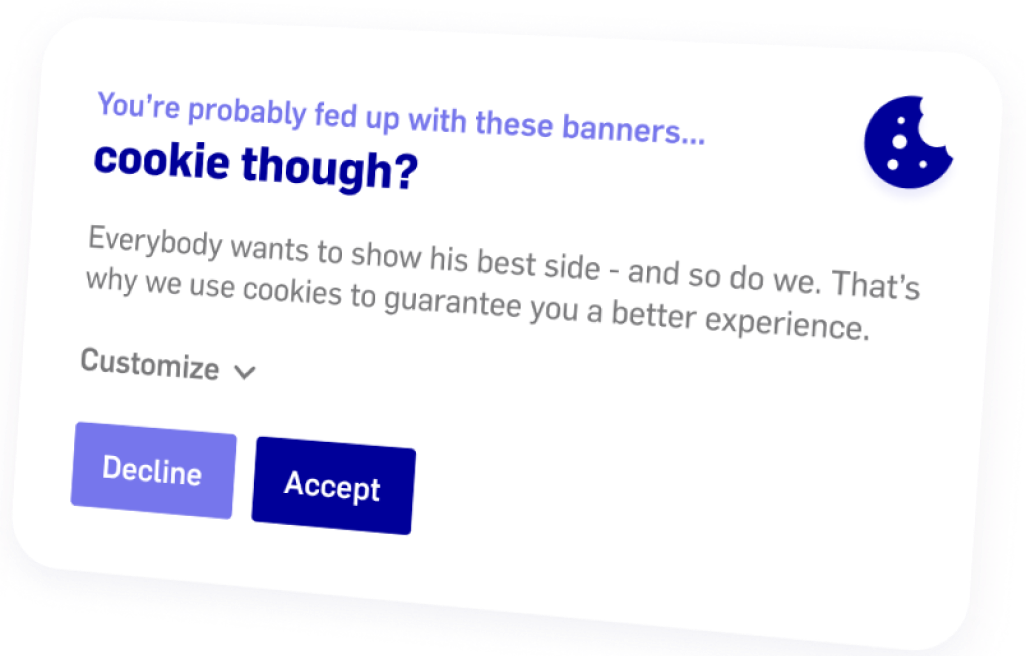 You're probably fed up with these banners...
cookie though?
Everybody wants to show his best side - and so do we. That's
why we use cookies to guarantee you a better experience.
Customize
Decline
Accept